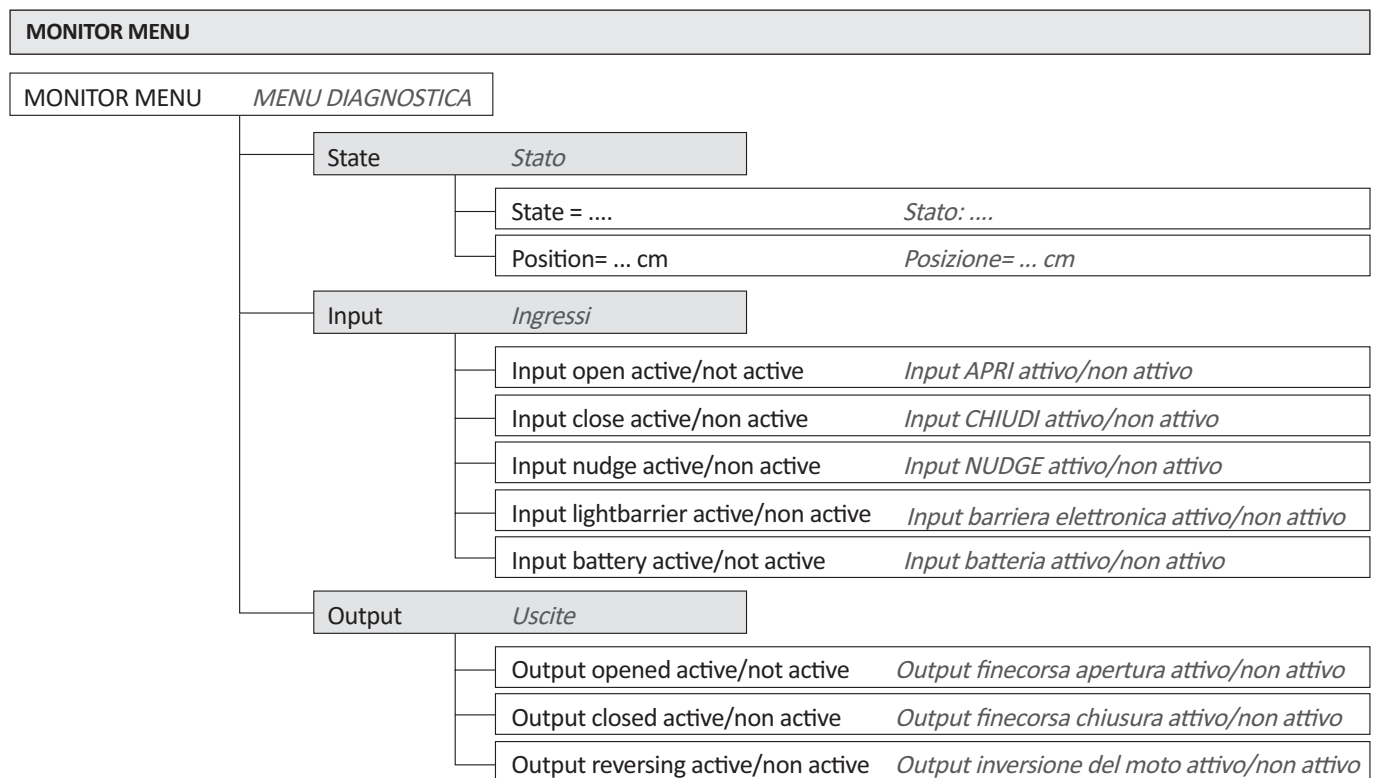 MONITOR MENU
MONITOR MENU MENU DIAGNOSTICA
State Stato
State = .... Stato: ....
Position= ... cm Posizione= ... cm
Input Ingressi
Input open active/not active Input APRI attivo/non attivo
Input close active/non active Input CHIUDI attivo/non attivo
Input nudge active/non active Input NUDGE attivo/non attivo
Input lightbarrier active/non active Input barriera elettronica attivo/non attivo
Input battery active/not active Input batteria attivo/non attivo
Output Uscite
Output opened active/not active Output finecorsa apertura attivo/non attivo
Output closed active/non active Output finecorsa chiusura attivo/non attivo
Output reversing active/non active Output inversione del moto attivo/non attivo